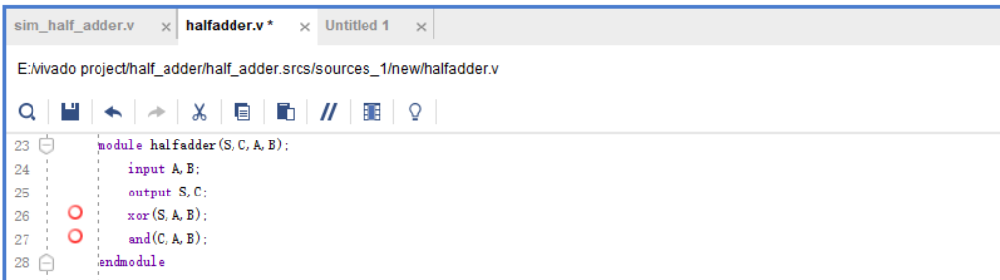 sim_half_adder.v × halfadder.v * × Untitled 1 ×
E:/vivado project/half_adder/half_adder.srcs/sources_1/new/halfadder.v
23 module halfadder(S,C,A,B);
24 input A,B;
25 output S,C;
26 xor(S,A,B);
27 and(C,A,B);
28 endmodule